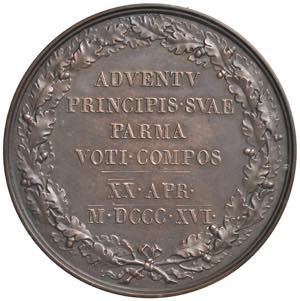 ADVENTV
PRINCIPIS·SVAE
PARMA
VOTI·COMPOS
XX·APR·
M·DCCC·XVI·